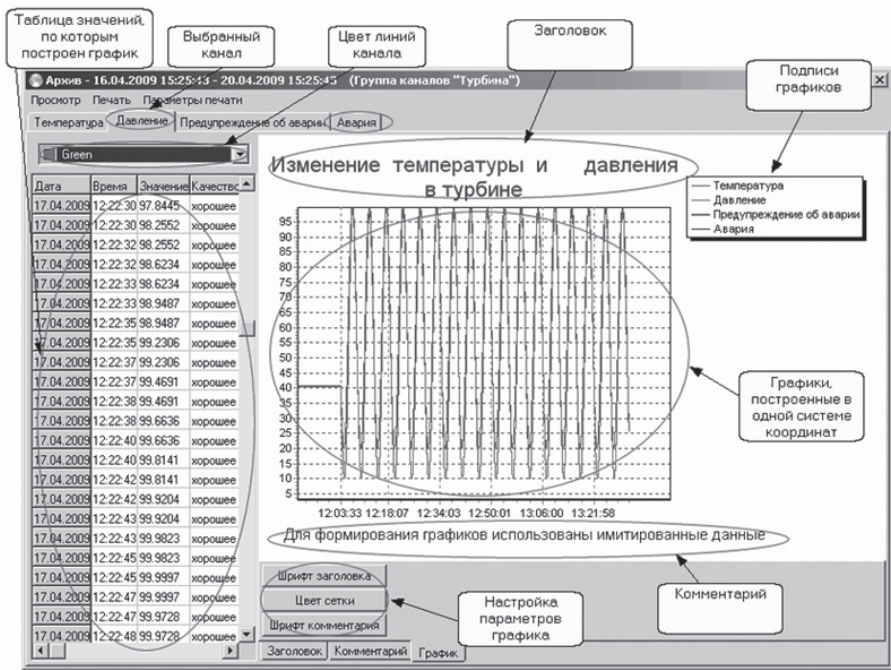 Таблица значений,
по которым
построен график
Выбранный
канал
Цвет линий
канала
Заголовок
Подписи
графиков
Архив - 16.04.2009 15:25:43 - 20.04.2009 15:25:43 (Группа каналов "Турбина")
Просмотр Печать Параметры печати
Температура Давление Предупреждение об аварии Авария
Green
Дата Время Значение Качество
17.04.2009 12:22:30 97.8445 хорошее
17.04.2009 12:22:30 98.2552 хорошее
17.04.2009 12:22:32 98.2552 хорошее
17.04.2009 12:22:32 98.6234 хорошее
17.04.2009 12:22:33 98.6234 хорошее
17.04.2009 12:22:33 98.9487 хорошее
17.04.2009 12:22:35 98.9487 хорошее
17.04.2009 12:22:35 99.2306 хорошее
17.04.2009 12:22:37 99.2306 хорошее
17.04.2009 12:22:37 99.4691 хорошее
17.04.2009 12:22:38 99.4691 хорошее
17.04.2009 12:22:38 99.6636 хорошее
17.04.2009 12:22:40 99.6636 хорошее
17.04.2009 12:22:40 99.8141 хорошее
17.04.2009 12:22:42 99.8141 хорошее
17.04.2009 12:22:42 99.9204 хорошее
17.04.2009 12:22:43 99.9204 хорошее
17.04.2009 12:22:43 99.9823 хорошее
17.04.2009 12:22:45 99.9823 хорошее
17.04.2009 12:22:45 99.9997 хорошее
17.04.2009 12:22:47 99.9997 хорошее
17.04.2009 12:22:47 99.9728 хорошее
17.04.2009 12:22:48 99.9728 хорошее
Изменение температуры и давления
в турбине
Температура
Давление
Предупреждение об аварии
Авария
95
90
85
80
75
70
65
60
55
50
45
40
35
30
25
20
15
10
5
12:03:33 12:18:07 12:34:03 12:50:01 13:06:00 13:21:58
Графики,
построенные в
одной системе
координат
Для формирования графиков использованы имитированные данные
Шрифт заголовка
Цвет сетки
Шрифт комментария
Настройка
параметров
графика
Комментарий
Заголовок Комментарий График